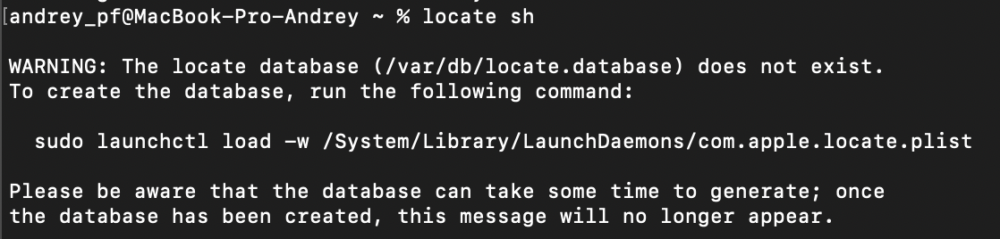 [andrey_pf@MacBook-Pro-Andrey ~ % locate sh
WARNING: The locate database (/var/db/locate.database) does not exist.
To create the database, run the following command:
sudo launchctl load -w /System/Library/LaunchDaemons/com.apple.locate.plist
Please be aware that the database can take some time to generate; once
the database has been created, this message will no longer appear.